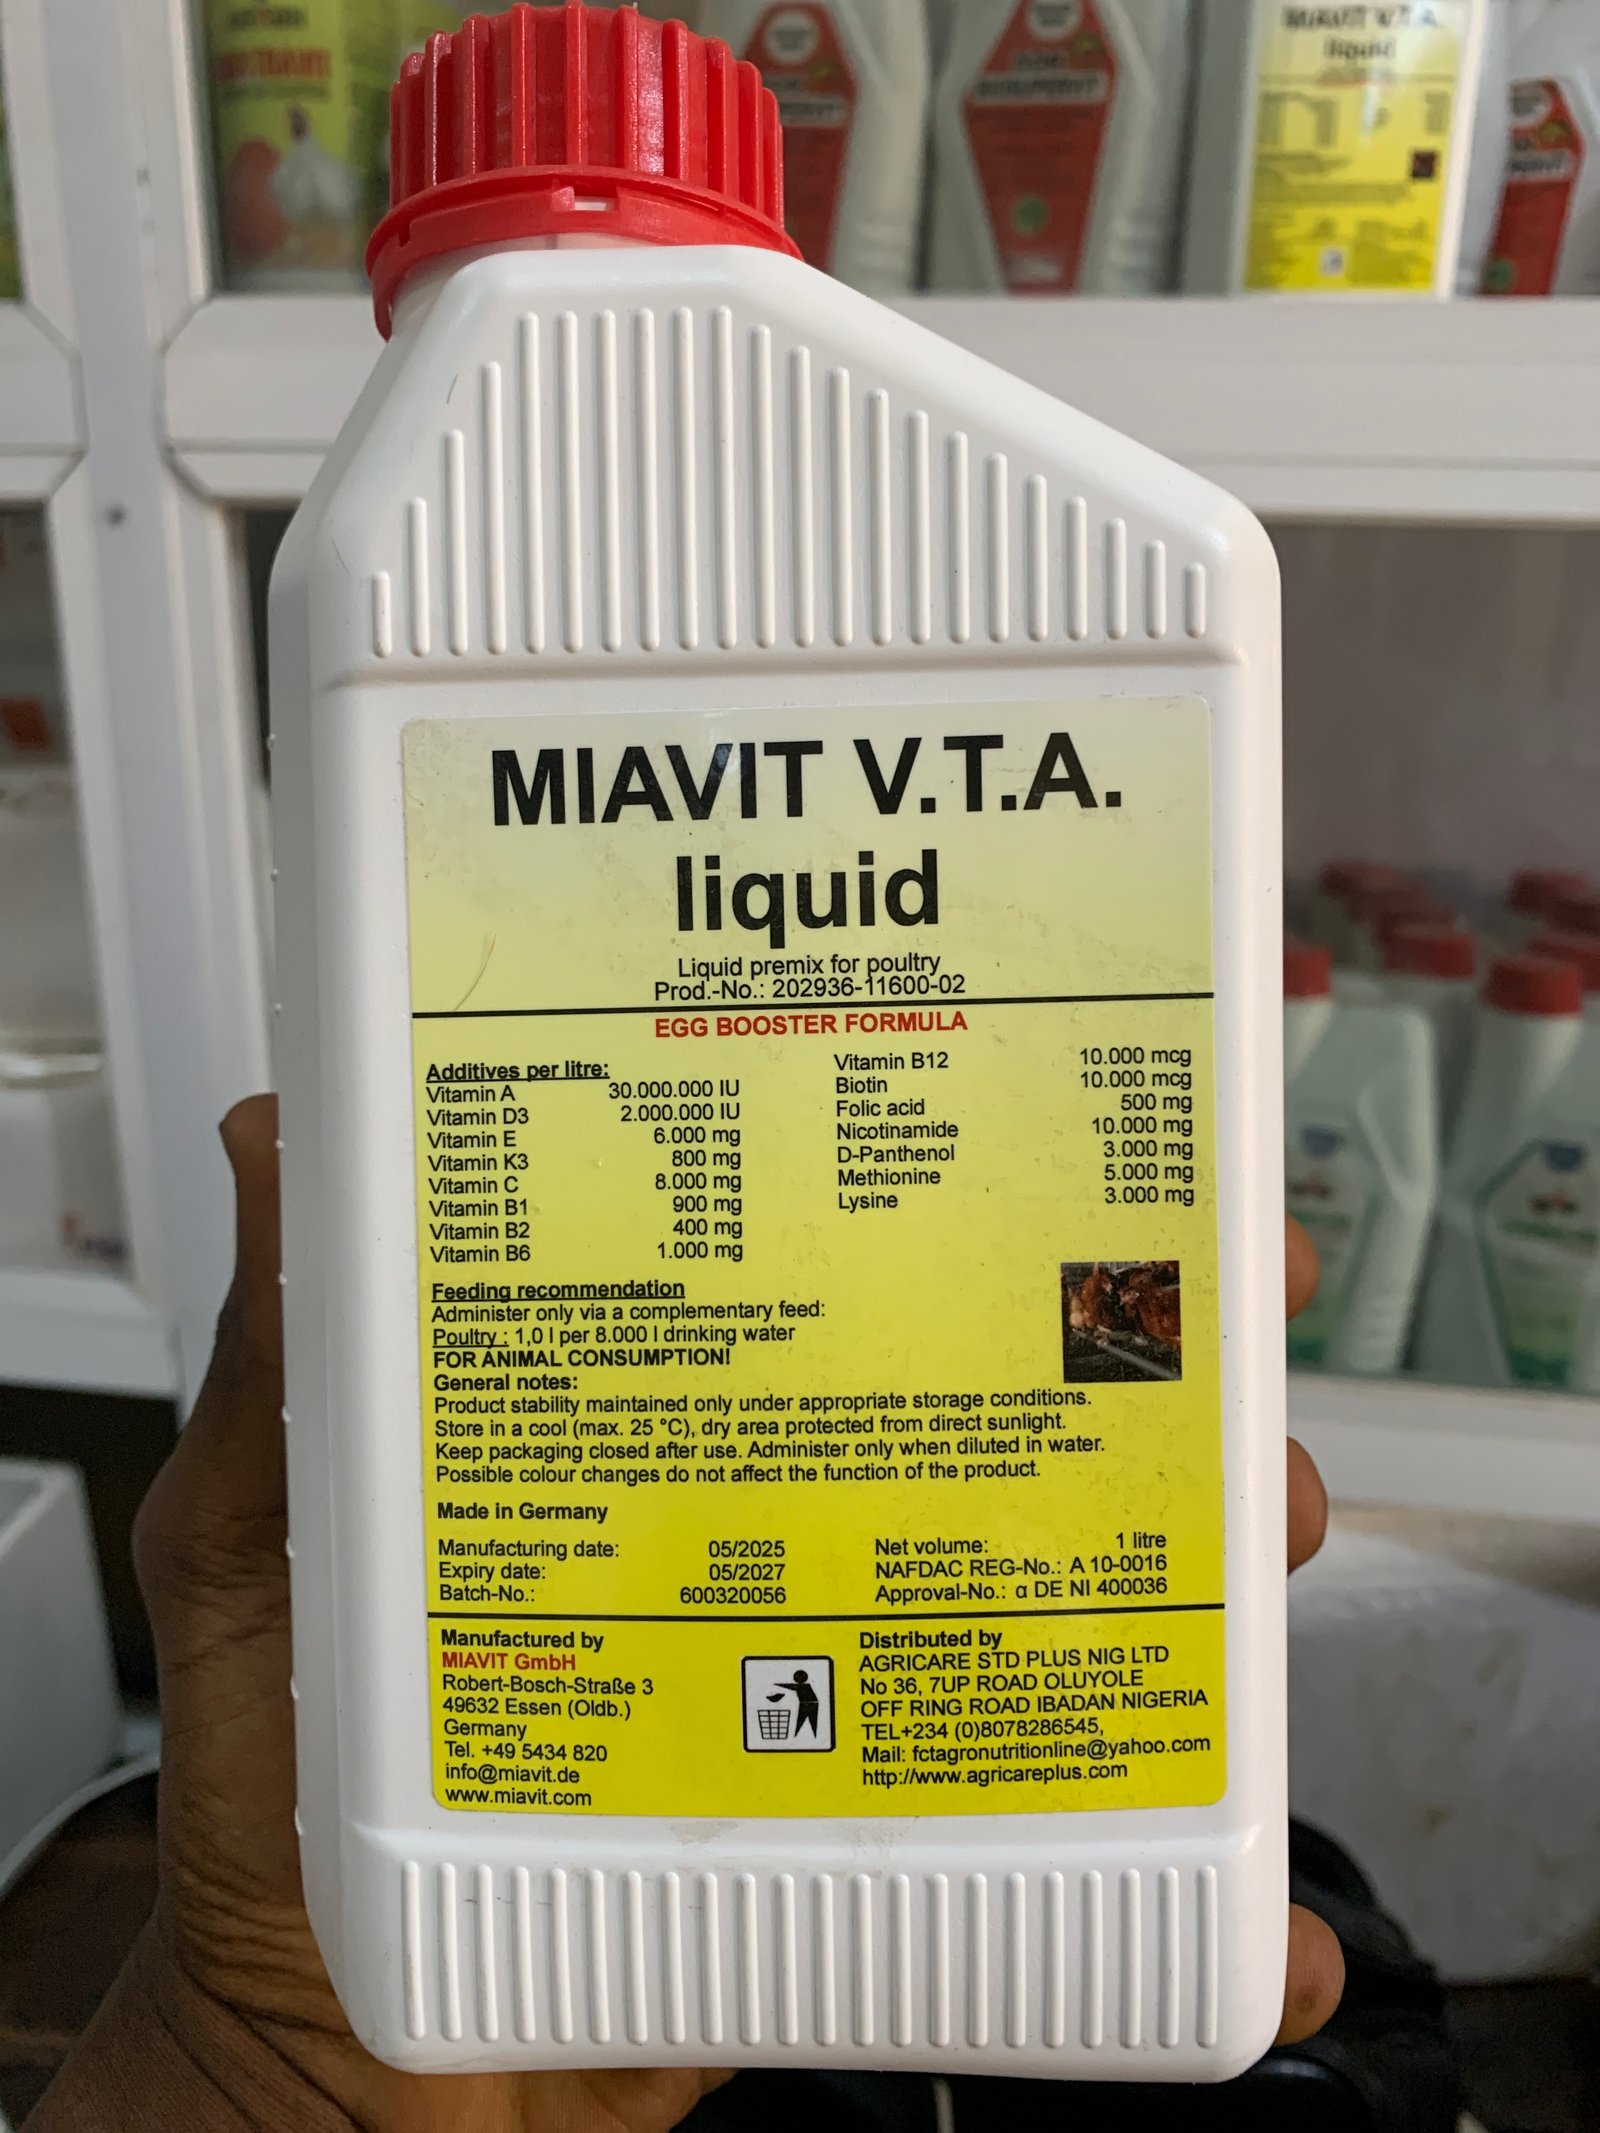 MIAVIT V.T.A.
liquid
MIAVIT V.T.A.
liquid
Liquid premix for poultry
Prod.-No.: 202936-11600-02
EGG BOOSTER FORMULA
Additives per litre:
Vitamin A 30.000.000 IU
Vitamin D3 2.000.000 IU
Vitamin E 6.000 mg
Vitamin K3 800 mg
Vitamin C 8.000 mg
Vitamin B1 900 mg
Vitamin B2 400 mg
Vitamin B6 1.000 mg
Vitamin B12 10.000 mcg
Biotin 10.000 mcg
Folic acid 500 mg
Nicotinamide 10.000 mg
D-Panthenol 3.000 mg
Methionine 5.000 mg
Lysine 3.000 mg
Feeding recommendation
Administer only via a complementary feed:
Poultry : 1,0 l per 8.000 l drinking water
FOR ANIMAL CONSUMPTION!
General notes:
Product stability maintained only under appropriate storage conditions.
Store in a cool (max. 25 °C), dry area protected from direct sunlight.
Keep packaging closed after use. Administer only when diluted in water.
Possible colour changes do not affect the function of the product.
Made in Germany
Manufacturing date: 05/2025
Expiry date: 05/2027
Batch-No.: 600320056
Net volume: 1 litre
NAFDAC REG-No.: A 10-0016
Approval-No.: α DE NI 400036
Manufactured by
MIAVIT GmbH
Robert-Bosch-Straße 3
49632 Essen (Oldb.)
Germany
Tel. +49 5434 820
info@miavit.de
www.miavit.com
Distributed by
AGRICARE STD PLUS NIG LTD
No 36, 7UP ROAD OLUYOLE
OFF RING ROAD IBADAN NIGERIA
TEL+234 (0)8078286545,
Mail: fctagronutritionline@yahoo.com
http://www.agricareplus.com